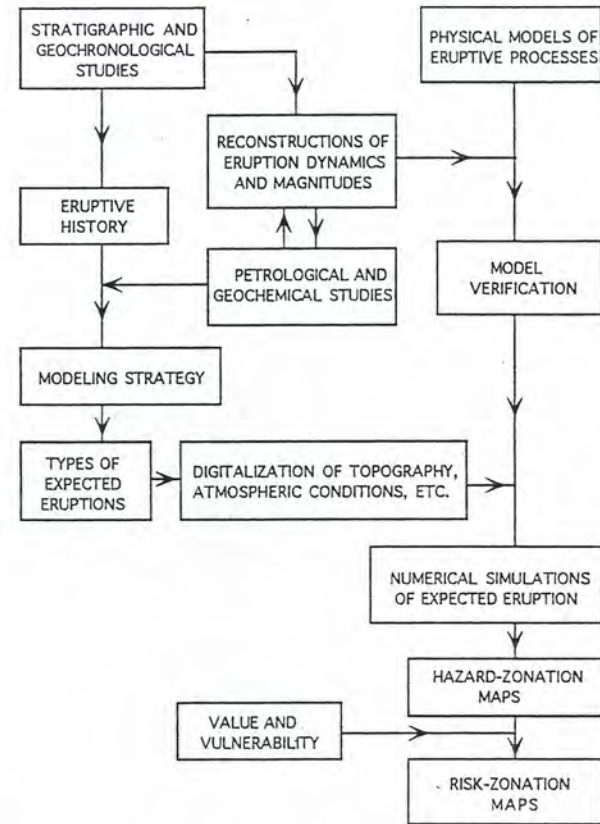 STRATIGRAPHIC AND
GEOCHRONOLOGICAL
STUDIES
PHYSICAL MODELS OF
ERUPTIVE PROCESSES
RECONSTRUCTIONS OF
ERUPTION DYNAMICS
AND MAGNITUDES
ERUPTIVE
HISTORY
PETROLOGICAL AND
GEOCHEMICAL STUDIES
MODEL
VERIFICATION
MODELING STRATEGY
TYPES OF
EXPECTED
ERUPTIONS
DIGITALIZATION OF TOPOGRAPHY,
ATMOSPHERIC CONDITIONS, ETC.
NUMERICAL SIMULATIONS
OF EXPECTED ERUPTION
HAZARD-ZONATION
MAPS
VALUE AND
VULNERABILITY
RISK-ZONATION
MAPS